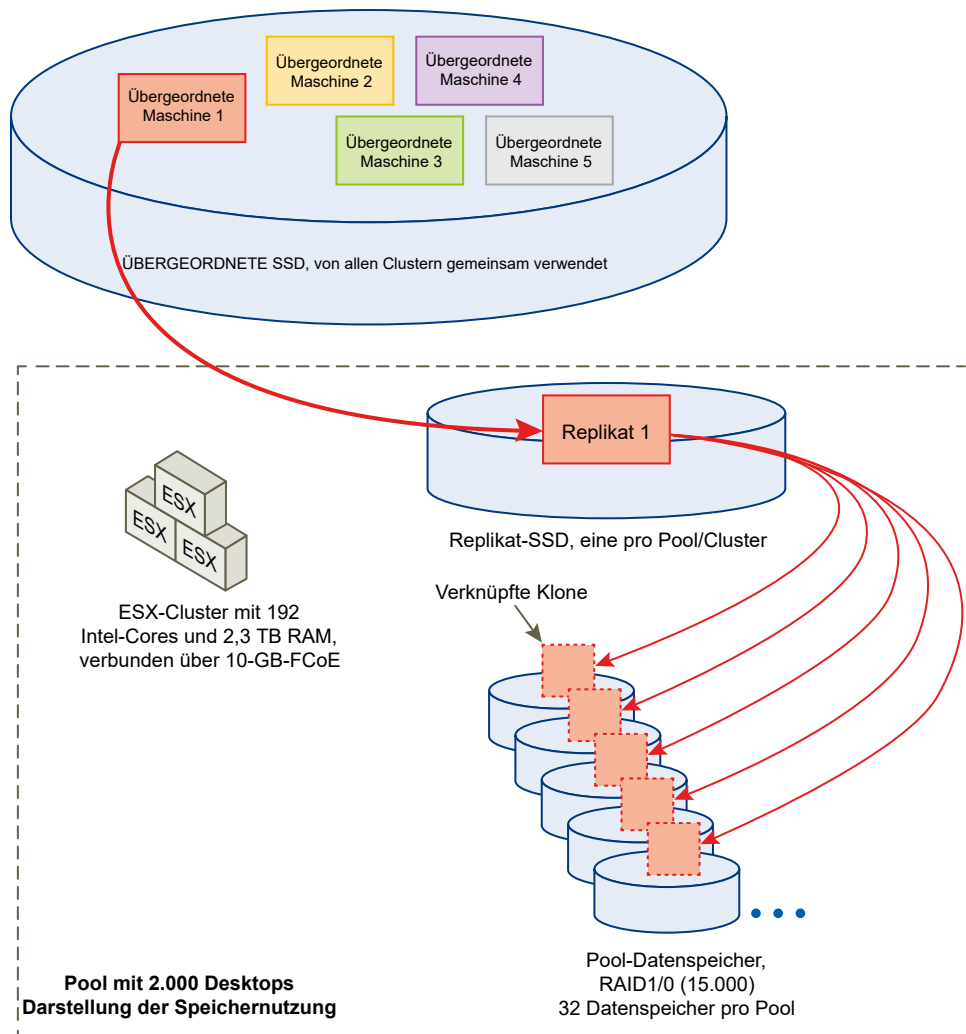 Übergeordnete
Maschine 1
Übergeordnete
Maschine 2
Übergeordnete
Maschine 4
Übergeordnete
Maschine 3
Übergeordnete
Maschine 5
ÜBERGEORDNETE SSD, von allen Clustern gemeinsam verwendet
Replikat 1
Replikat-SSD, eine pro Pool/Cluster
ESX
ESX
ESX
ESX-Cluster mit 192
Intel-Cores und 2,3 TB RAM,
verbunden über 10-GB-FCoE
Verknüpfte Klone
Pool-Datenspeicher,
RAID1/0 (15.000)
32 Datenspeicher pro Pool
Pool mit 2.000 Desktops
Darstellung der Speichernutzung